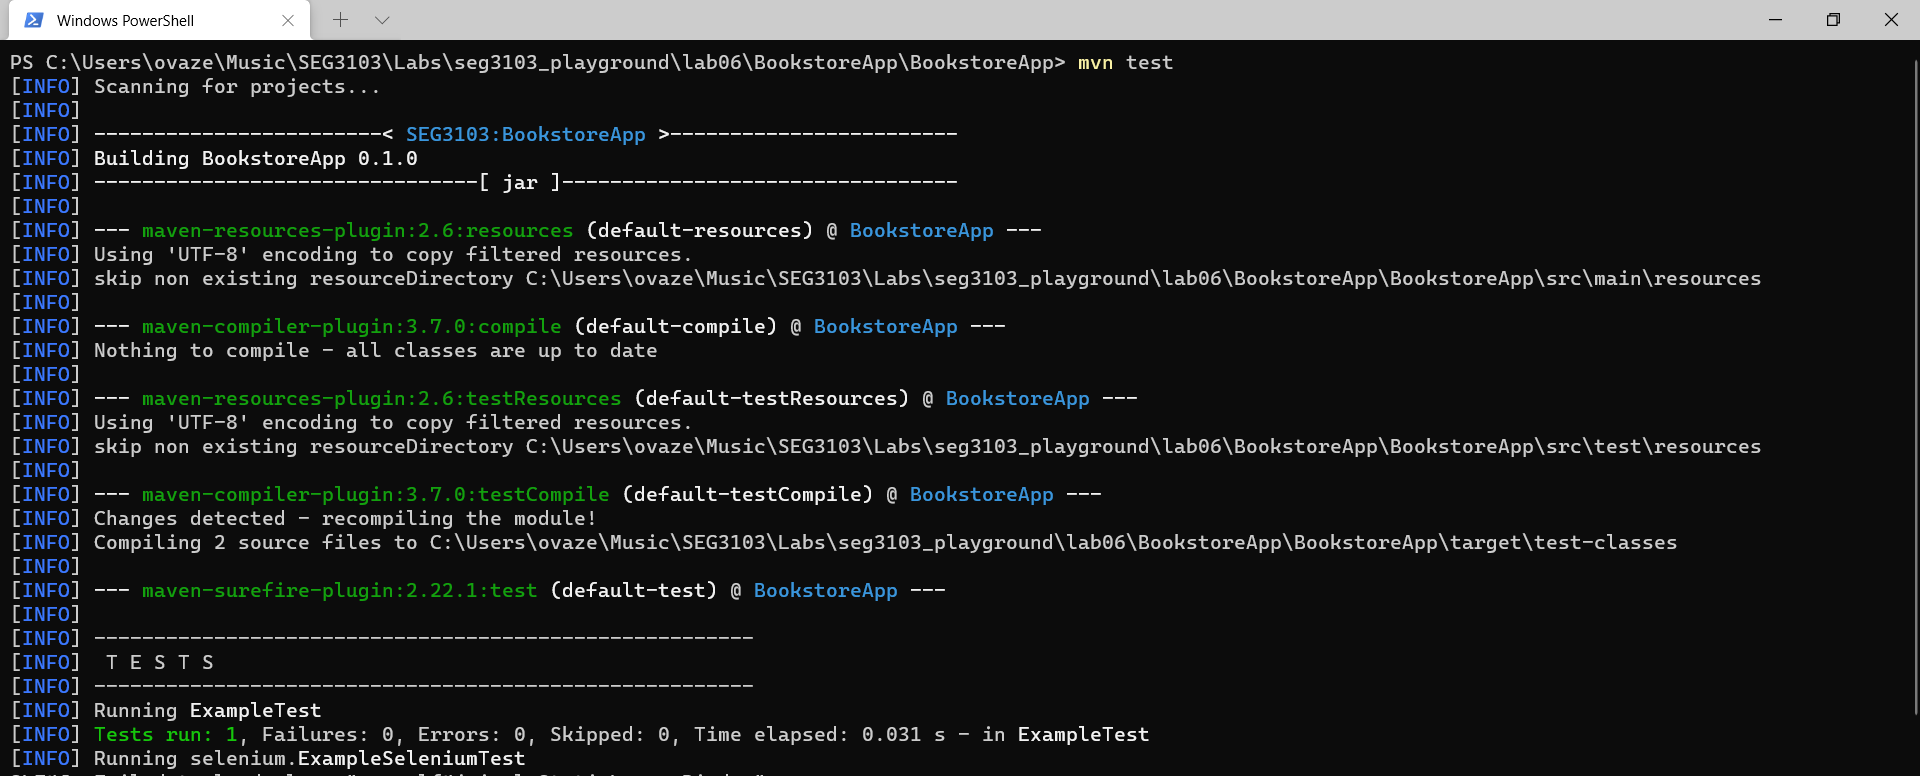 Windows PowerShell
PS C:\Users\ovaze\Music\SEG3103\Labs\seg3103_playground\lab06\BookstoreApp\BookstoreApp> mvn test
[INFO] Scanning for projects...
[INFO]
[INFO] ------------------------< SEG3103:BookstoreApp >------------------------
[INFO] Building BookstoreApp 0.1.0
[INFO] --------------------------------[ jar ]---------------------------------
[INFO]
[INFO] --- maven-resources-plugin:2.6:resources (default-resources) @ BookstoreApp ---
[INFO] Using 'UTF-8' encoding to copy filtered resources.
[INFO] skip non existing resourceDirectory C:\Users\ovaze\Music\SEG3103\Labs\seg3103_playground\lab06\BookstoreApp\BookstoreApp\src\main\resources
[INFO]
[INFO] --- maven-compiler-plugin:3.7.0:compile (default-compile) @ BookstoreApp ---
[INFO] Nothing to compile - all classes are up to date
[INFO]
[INFO] --- maven-resources-plugin:2.6:testResources (default-testResources) @ BookstoreApp ---
[INFO] Using 'UTF-8' encoding to copy filtered resources.
[INFO] skip non existing resourceDirectory C:\Users\ovaze\Music\SEG3103\Labs\seg3103_playground\lab06\BookstoreApp\BookstoreApp\src\test\resources
[INFO]
[INFO] --- maven-compiler-plugin:3.7.0:testCompile (default-testCompile) @ BookstoreApp ---
[INFO] Changes detected - recompiling the module!
[INFO] Compiling 2 source files to C:\Users\ovaze\Music\SEG3103\Labs\seg3103_playground\lab06\BookstoreApp\BookstoreApp\target\test-classes
[INFO]
[INFO] --- maven-surefire-plugin:2.22.1:test (default-test) @ BookstoreApp ---
[INFO]
[INFO] -------------------------------------------------------
[INFO]  T E S T S
[INFO] -------------------------------------------------------
[INFO] Running ExampleTest
[INFO] Tests run: 1, Failures: 0, Errors: 0, Skipped: 0, Time elapsed: 0.031 s - in ExampleTest
[INFO] Running selenium.ExampleSeleniumTest